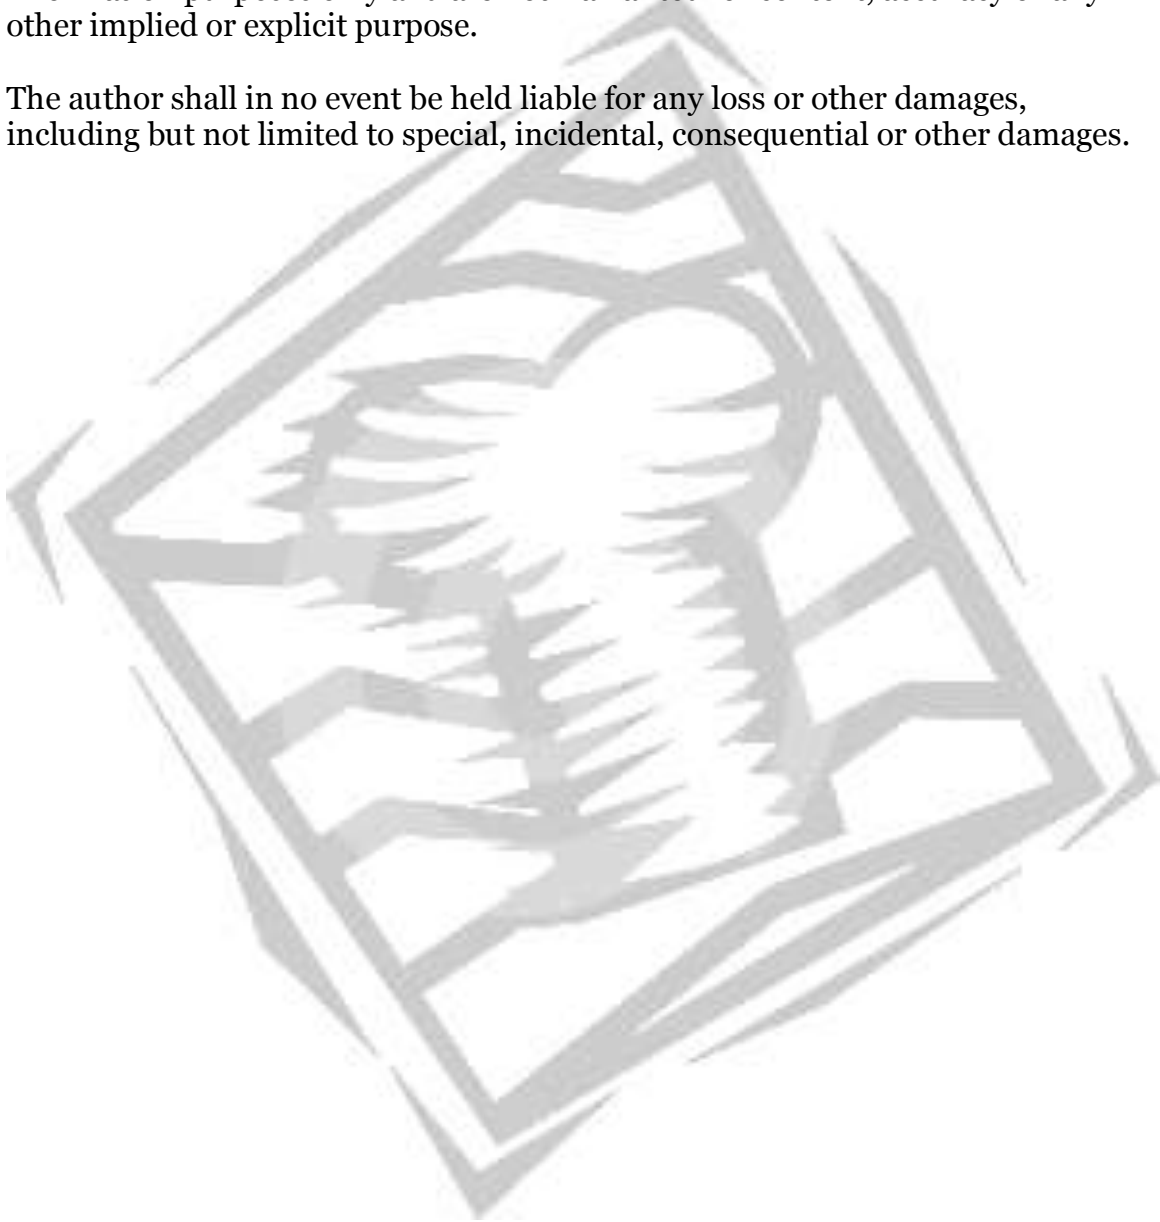 other implied or explicit purpose.
The author shall in no event be held liable for any loss or other damages,
including but not limited to special, incidental, consequential or other damages.